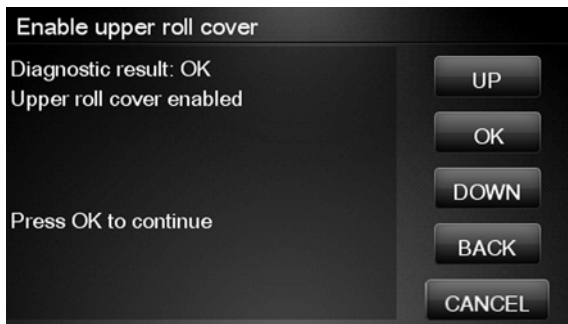 Enable upper roll cover
Diagnostic result: OK
Upper roll cover enabled
Press OK to continue
UP
OK
DOWN
BACK
CANCEL